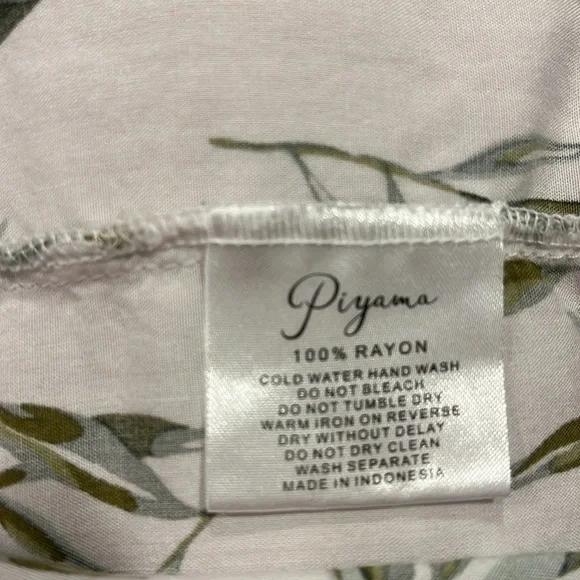 Piyama
100% RAYON
COLD WATER HAND WASH
DO NOT BLEACH
DO NOT TUMBLE DRY
WARM IRON ON REVERSE
DRY WITHOUT DELAY
DO NOT DRY CLEAN
WASH SEPARATE
MADE IN INDONESIA